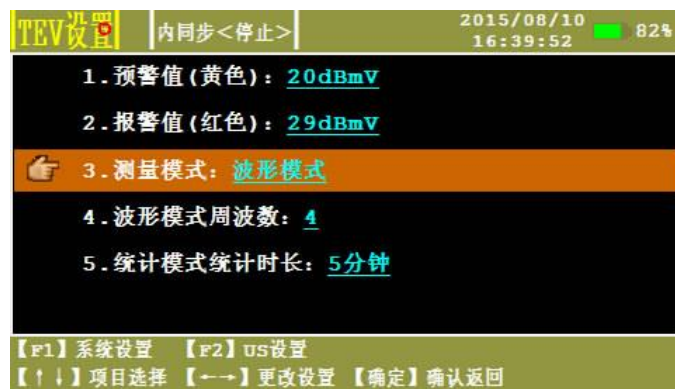 TEV设置 内同步<停止> 2015/08/10 82%
16:39:52
1.预警值(黄色): 20dBmV
2.报警值(红色): 29dBmV
3.测量模式: 波形模式
4.波形模式周波数: 4
5.统计模式统计时长: 5分钟
【F1】系统设置 【F2】US设置
【↑↓】项目选择 【←→】更改设置 【确定】确认返回